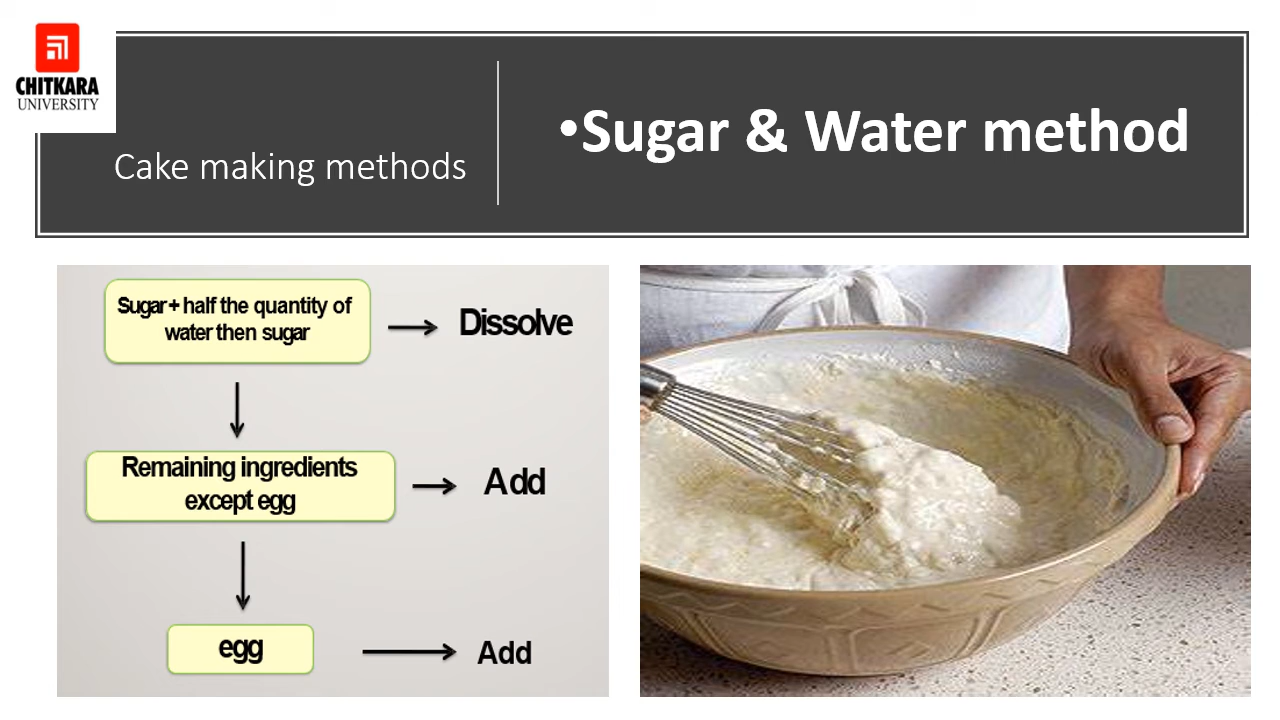 CHITKARA
UNIVERSITY
Cake making methods
•Sugar & Water method
Sugar+ half the quantity of
water then sugar
Dissolve
Remaining ingredients
except egg
Add
egg
Add